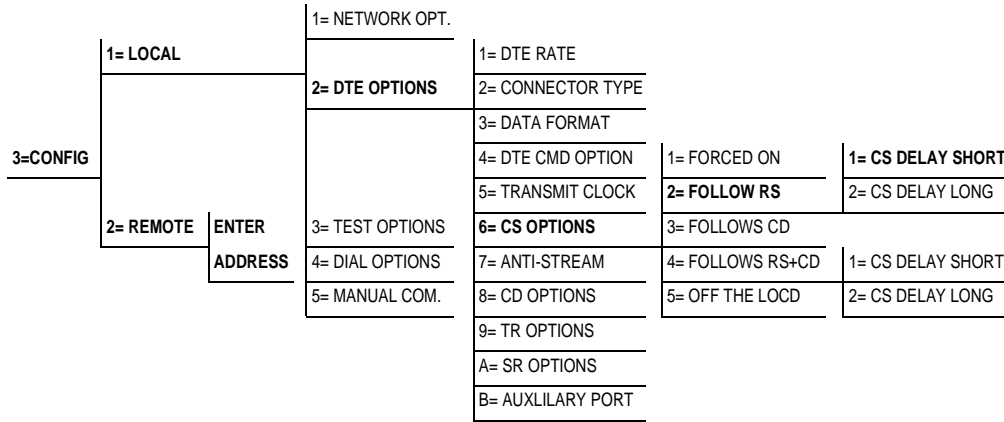 1= NETWORK OPT.
1= LOCAL
1= DTE RATE
2= DTE OPTIONS
2= CONNECTOR TYPE
3= DATA FORMAT
3=CONFIG
4= DTE CMD OPTION
1= FORCED ON
1= CS DELAY SHORT
5= TRANSMIT CLOCK
2= FOLLOW RS
2= CS DELAY LONG
2= REMOTE
ENTER
3= TEST OPTIONS
6= CS OPTIONS
3= FOLLOWS CD
ADDRESS
4= DIAL OPTIONS
7= ANTI-STREAM
4= FOLLOWS RS+CD
1= CS DELAY SHORT
5= MANUAL COM.
8= CD OPTIONS
5= OFF THE LOCD
2= CS DELAY LONG
9= TR OPTIONS
A= SR OPTIONS
B= AUXLILARY PORT